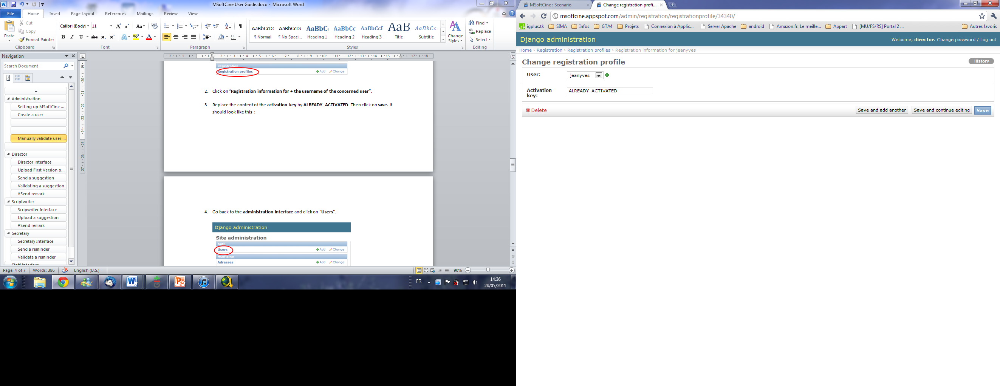 MSoftCine User Guide.docx - Microsoft Word
File Home Insert Page Layout References Mailings Review View
Paste
Cut
Copy
Format Painter
Clipboard
Calibri (Body) 11
Font
Paragraph
AaBbCcDc AaBbCcDc AaBbC AaBbCc AaBbCcI AaB AaBbCc.
¶ Normal ¶ No Spaci... Heading 1 Heading 2 Heading 3 Title Subtitle
Change Styles
Styles
Find
Replace
Select
Editing
Navigation
Search Document
Administration
Setting up MSoftCine ...
Create a user
Manually validate user ...
Director
Director interface
Upload First Version o...
Send a suggestion
Validating a suggestion
#Send remark
Scriptwriter
Scripwriter Interface
Upload a suggestion
#Send remark
Secretary
Secretary Interface
Send a reminder
Validate a reminder
Staff Interface
Registration
Registration profiles Add Change
2. Click on “Registration information for + the username of the concerned user”.
3. Replace the content of the activation key by ALREADY_ACTIVATED. Then click on save. It
should look like this :
4. Go back to the administration interface and click on “Users”.
Django administration
Site administration
Auth
Users Add Change
Msoftcine
Adresses Add Change
Page: 4 of 7 Words: 386 English (U.S.) 90%
FR 14:36
24/05/2011
MSoftCine : Scenario Change registration profi...
msoftcine.appspot.com/admin/registration/registrationprofile/34340/
igplus.tk SIMA Infos GTA4 Projets Connexion à Applic... Server Apache android Amazon.fr: Le meille... Appart [MU/FS/RS] Portal 2 ... Autres favoris
Django administration Welcome, director. Change password / Log out
Home › Registration › Registration profiles › Registration information for jeanyves
Change registration profile History
User: jeanyves
Activation key: ALREADY_ACTIVATED
Delete Save and add another Save and continue editing Save